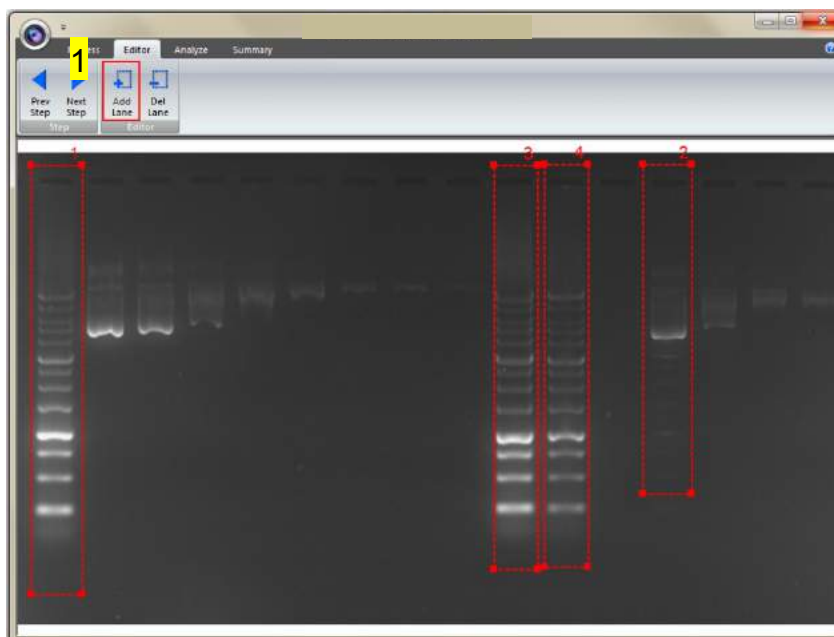 Editor Analyze Summary
1
Prev Step
Next Step
Add Lane
Del Lane
Step Editor
1 3 4 2